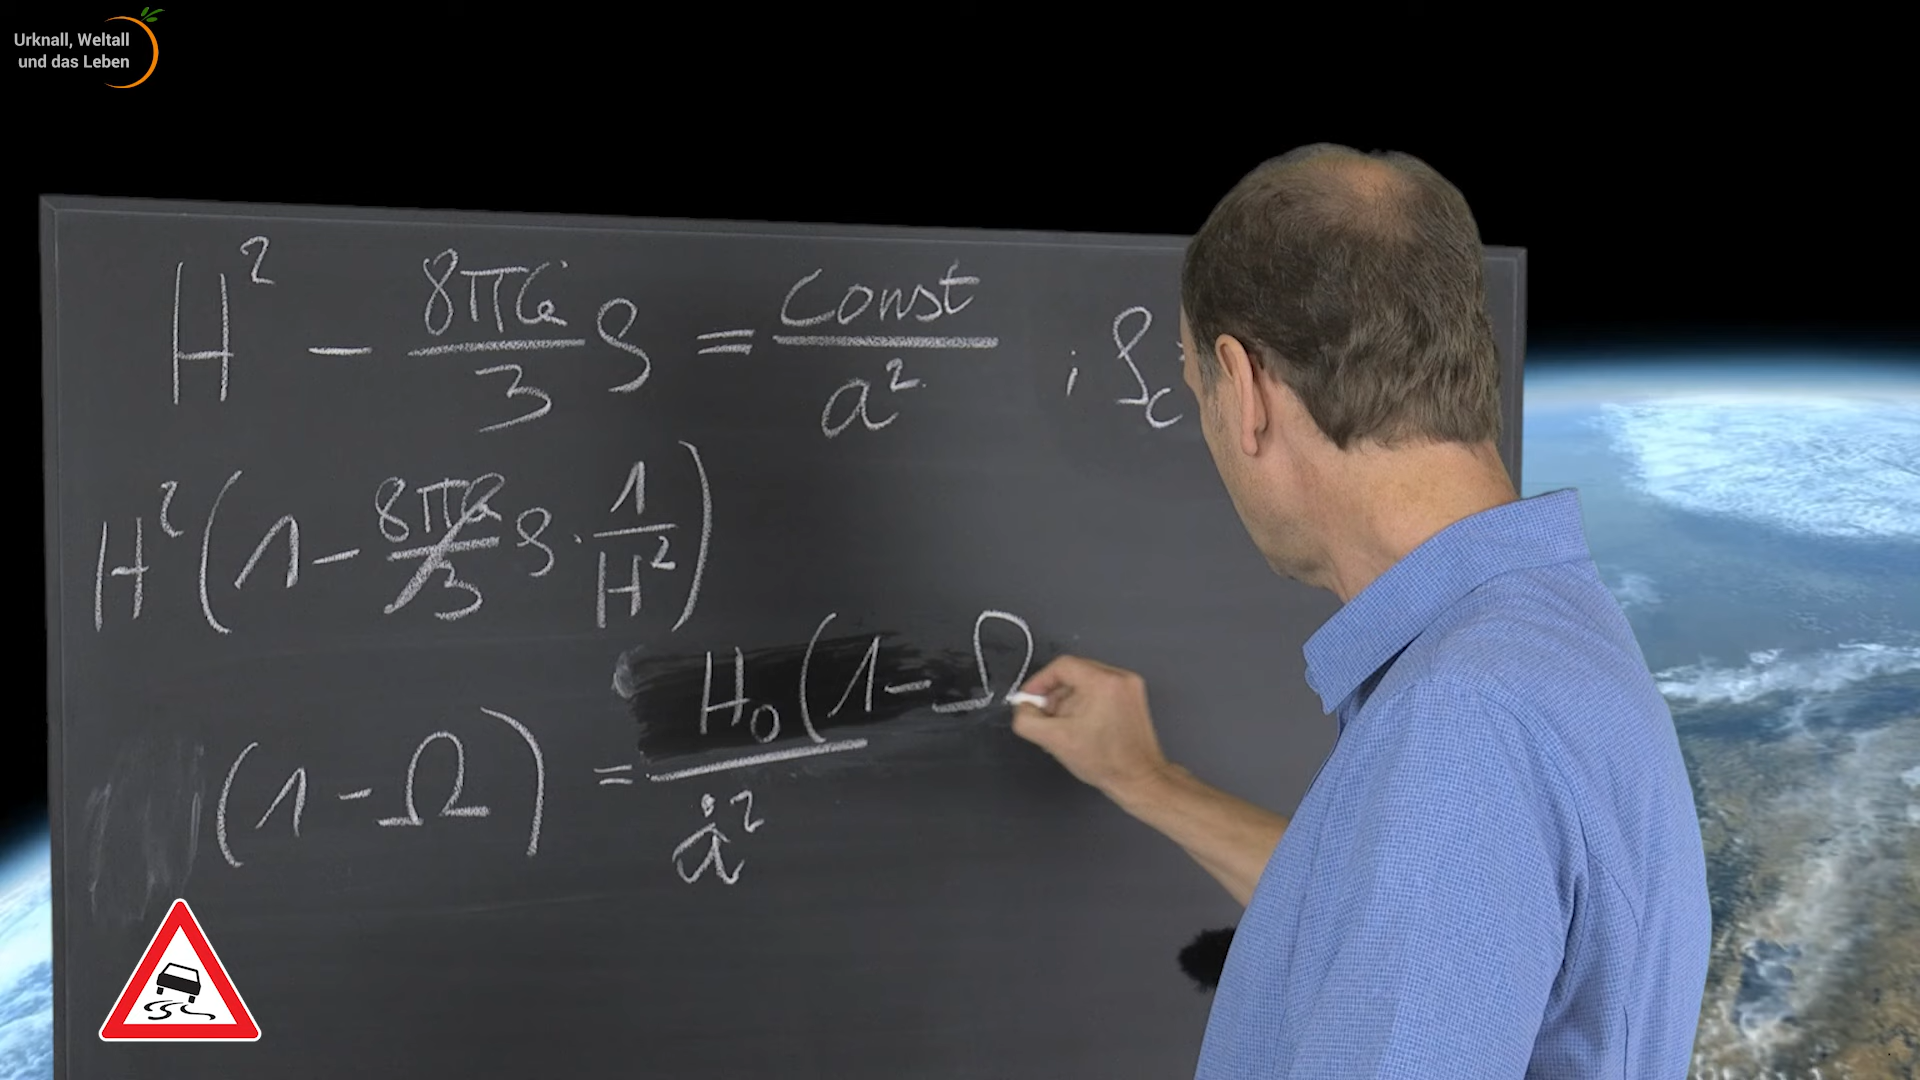 Urknall, Weltall
und das Leben
H² − 8πG/3 ρ = const/a² ; ρc
H² (1 − 8πG/3 ρ · 1/H²)
(1 − Ω) = H₀(1 − Ω / ȧ²